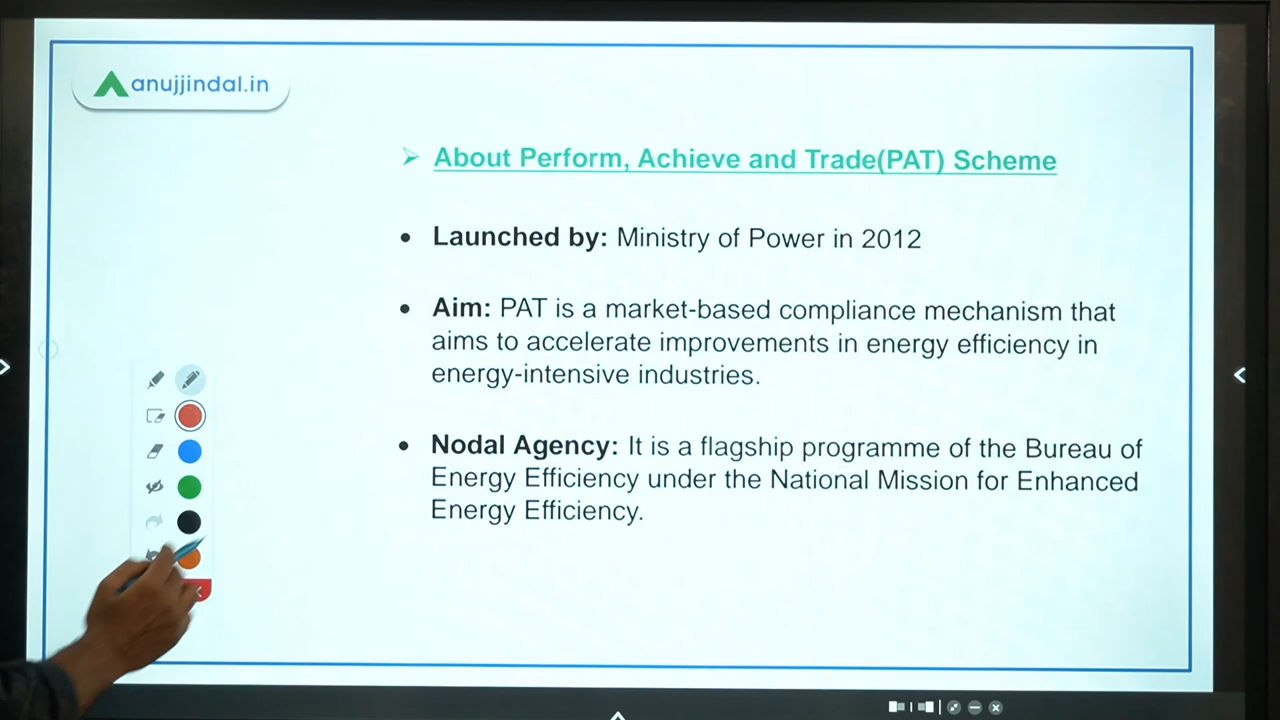 anujjindal.in
About Perform, Achieve and Trade(PAT) Scheme
Launched by: Ministry of Power in 2012
Aim: PAT is a market-based compliance mechanism that
aims to accelerate improvements in energy efficiency in
energy-intensive industries.
Nodal Agency: It is a flagship programme of the Bureau of
Energy Efficiency under the National Mission for Enhanced
Energy Efficiency.